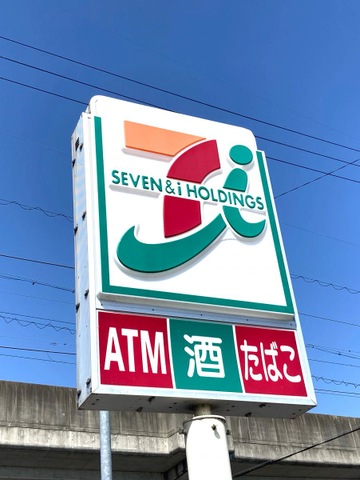 SEVEN&i HOLDINGS
ATM 酒 たばこ